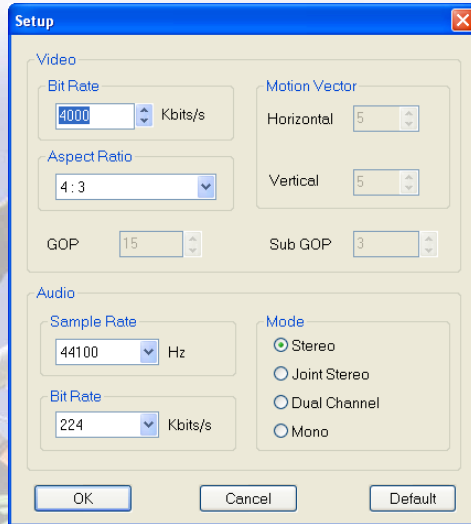 Setup
Video
Bit Rate
4000 Kbits/s
Aspect Ratio
4 : 3
Motion Vector
Horizontal 5
Vertical 5
GOP 15
Sub GOP 3
Audio
Sample Rate
44100 Hz
Bit Rate
224 Kbits/s
Mode
Stereo
Joint Stereo
Dual Channel
Mono
OK Cancel Default